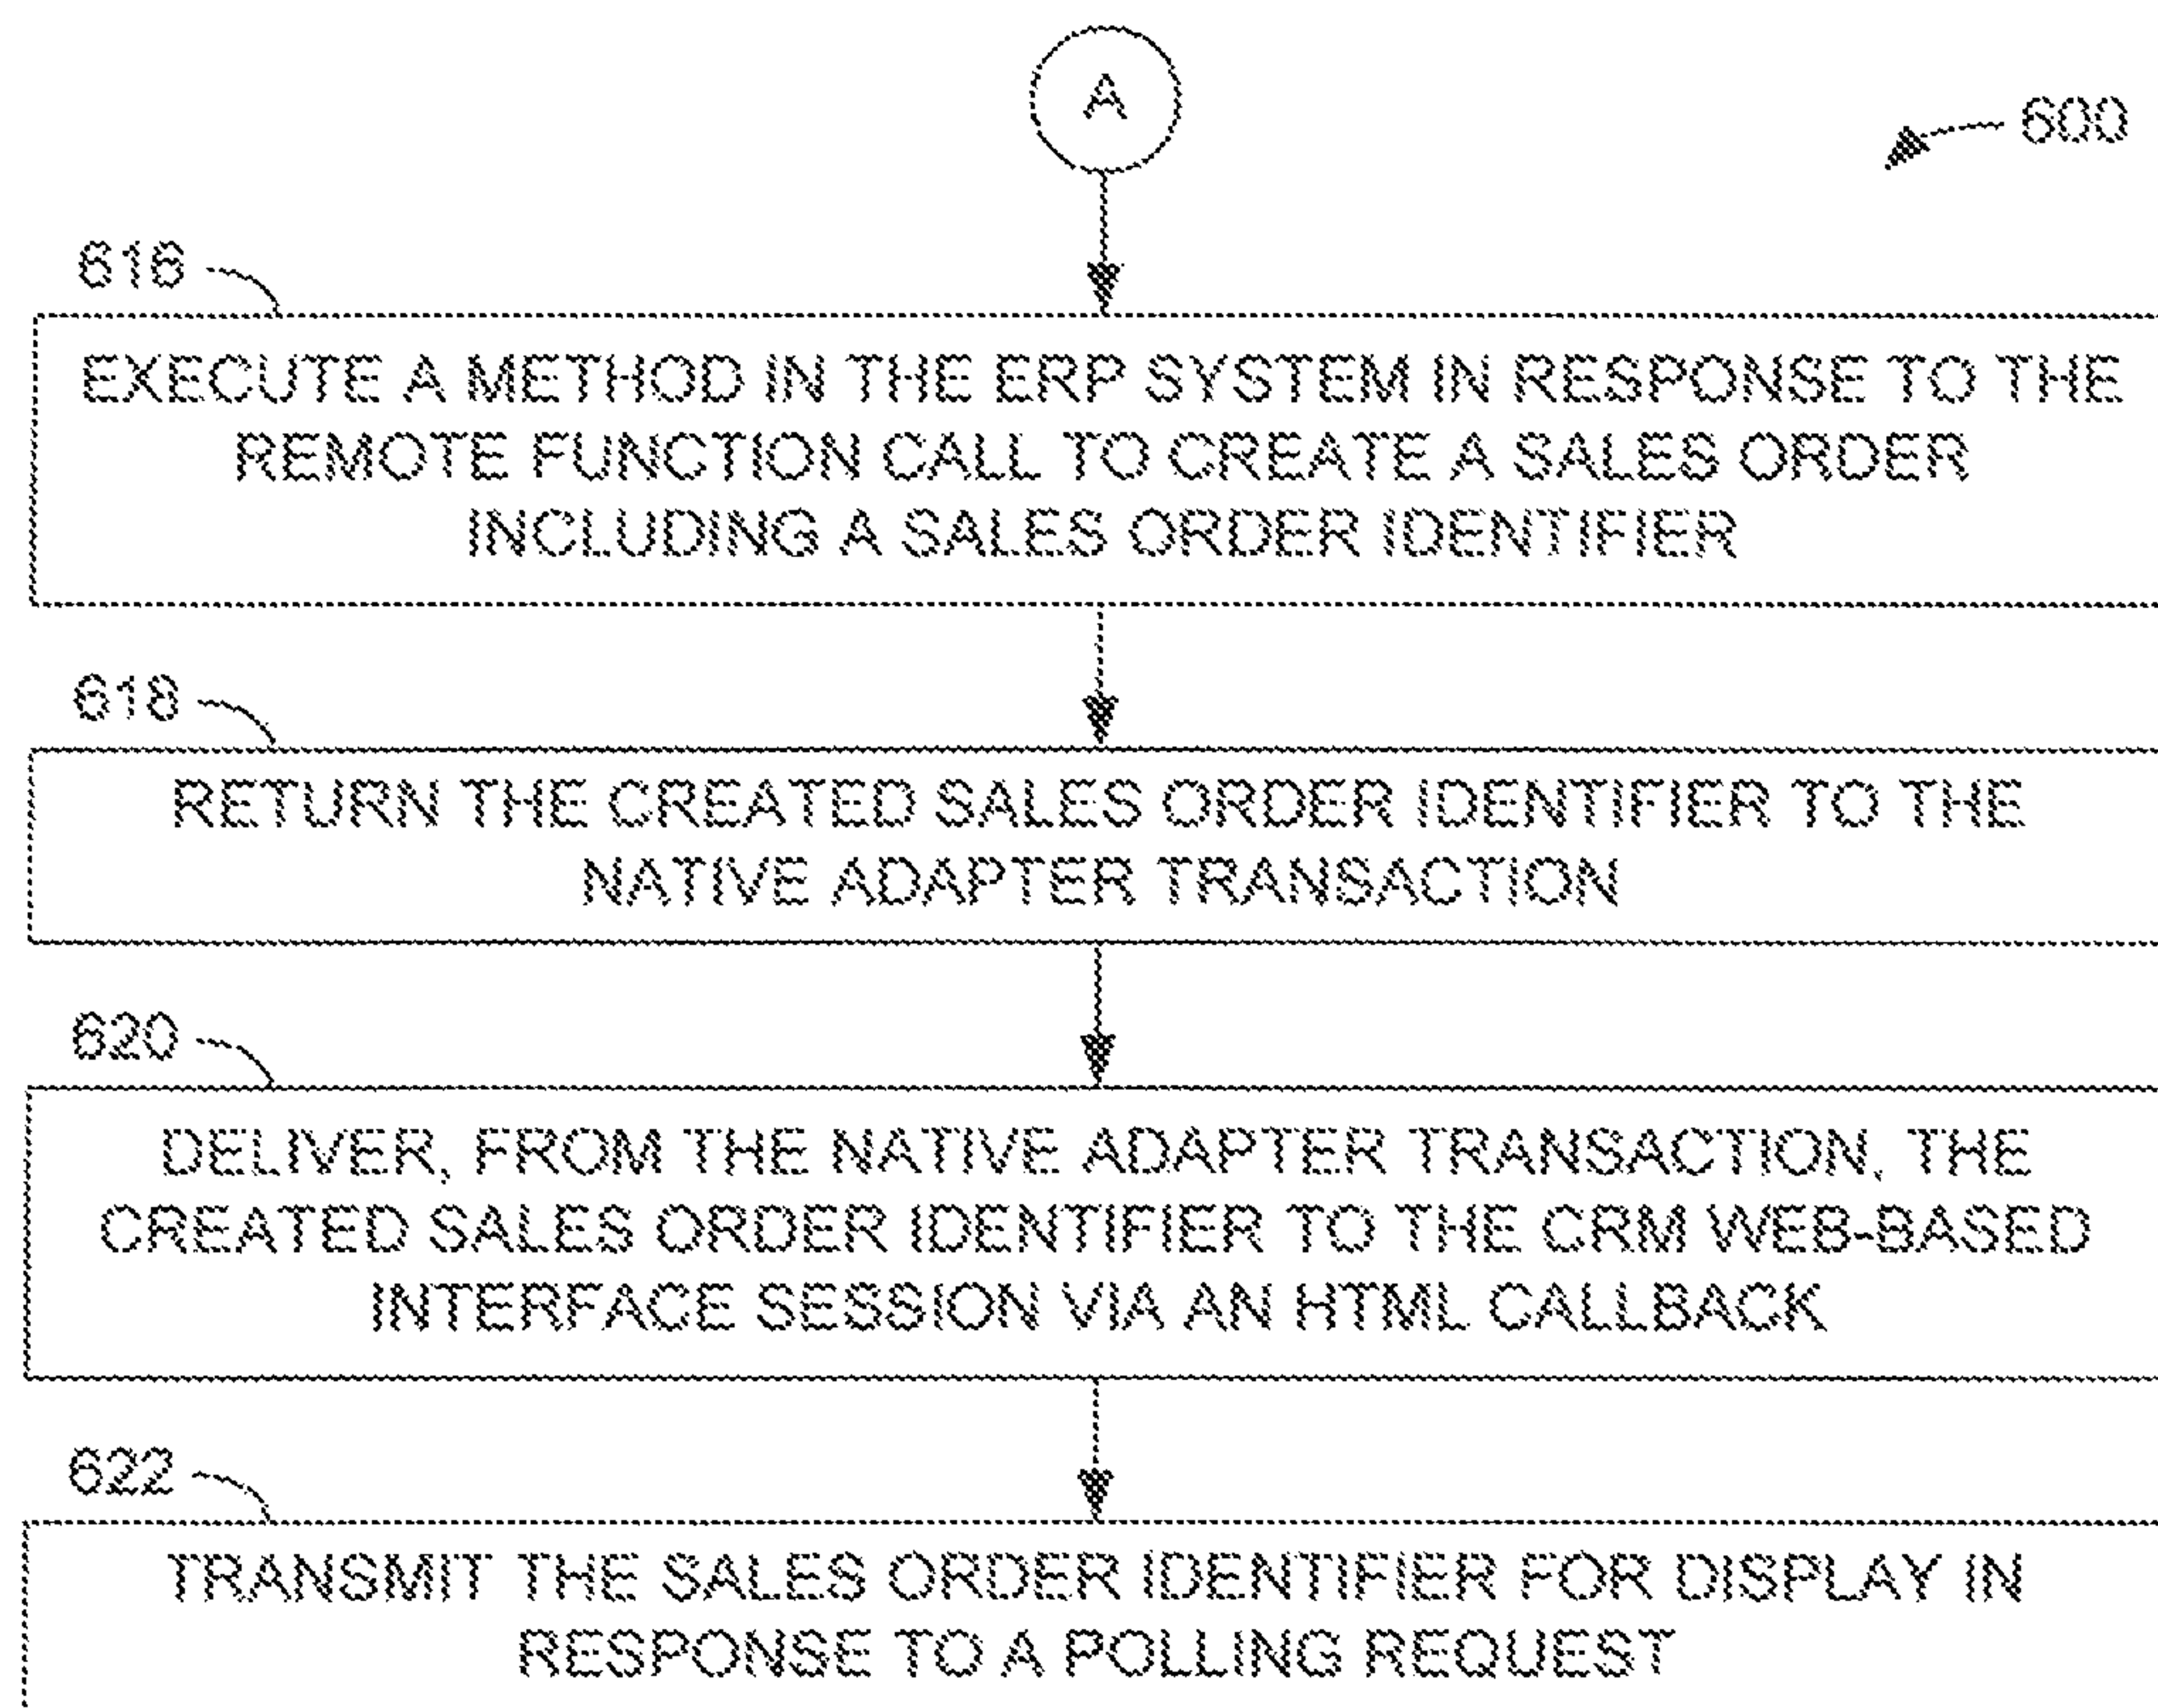 A
600
616
EXECUTE A METHOD IN THE ERP SYSTEM IN RESPONSE TO THE
REMOTE FUNCTION CALL TO CREATE A SALES ORDER
INCLUDING A SALES ORDER IDENTIFIER
618
RETURN THE CREATED SALES ORDER IDENTIFIER TO THE
NATIVE ADAPTER TRANSACTION
620
DELIVER, FROM THE NATIVE ADAPTER TRANSACTION, THE
CREATED SALES ORDER IDENTIFIER TO THE CRM WEB-BASED
INTERFACE SESSION VIA AN HTML CALLBACK
622
TRANSMIT THE SALES ORDER IDENTIFIER FOR DISPLAY IN
RESPONSE TO A POLLING REQUEST